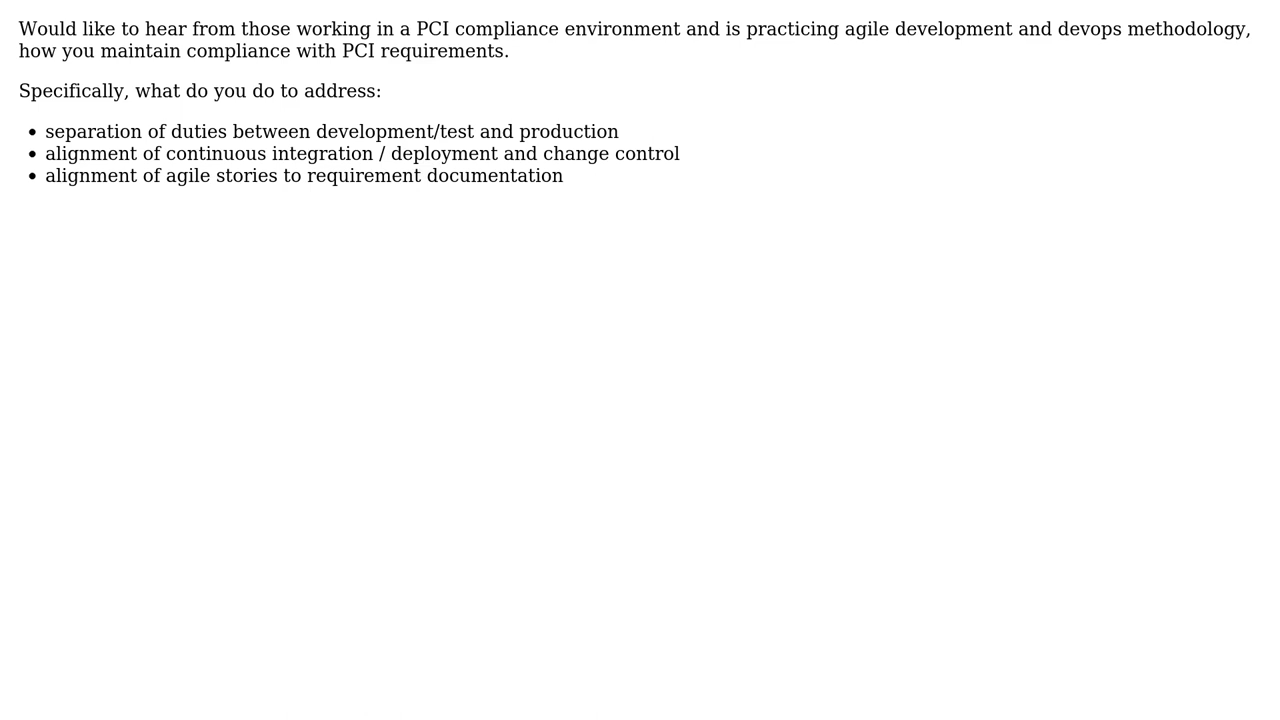 Would like to hear from those working in a PCI compliance environment and is practicing agile development and devops methodology,
how you maintain compliance with PCI requirements.
Specifically, what do you do to address:
• separation of duties between development/test and production
• alignment of continuous integration / deployment and change control
• alignment of agile stories to requirement documentation